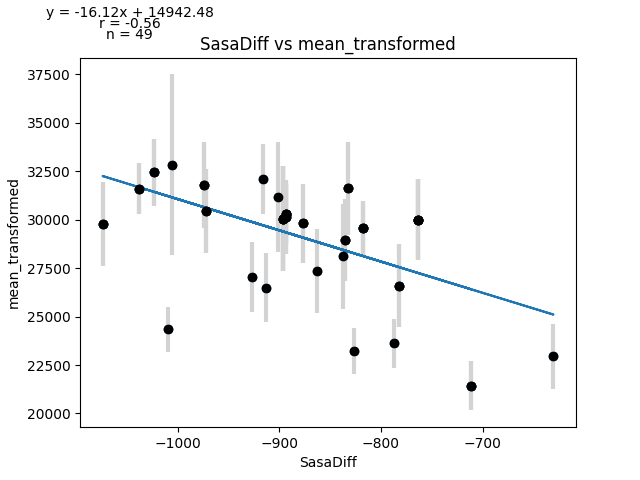 y = -16.12x + 14942.48
r = -0.56
n = 49
SasaDiff vs mean_transformed
37500
35000
32500
30000
27500
25000
22500
20000
mean_transformed
−1000
−900
−800
−700
SasaDiff